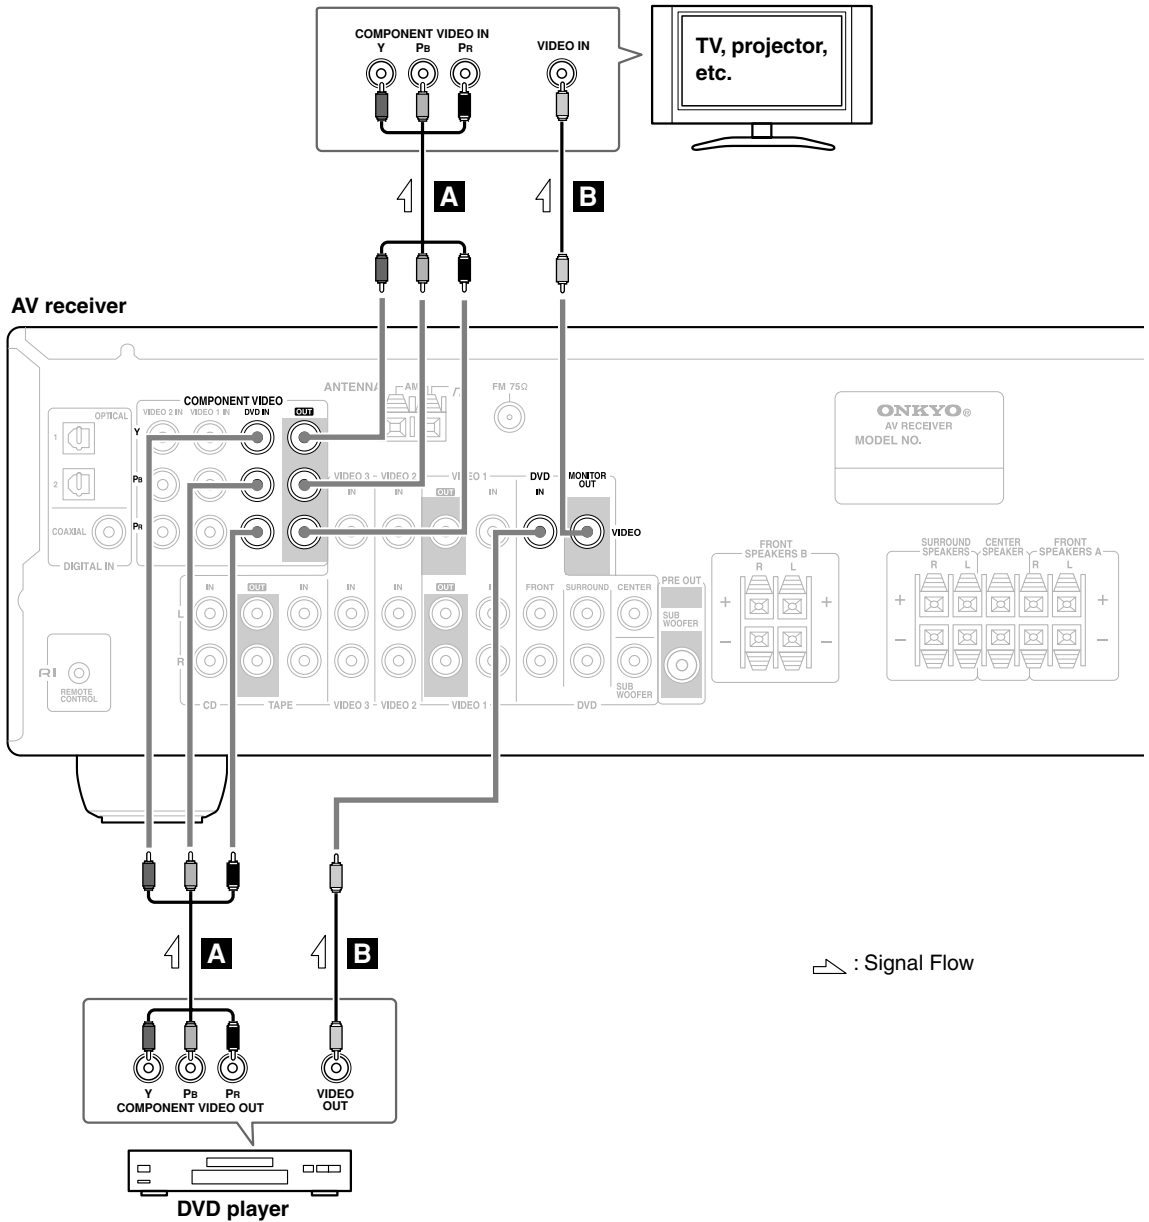 COMPONENT VIDEO IN
Y PB PR
VIDEO IN
TV, projector,
etc.
A
B
AV receiver
ANTENNA
AM
FM 75Ω
COMPONENT VIDEO
OPTICAL
VIDEO 2 IN VIDEO 1 IN DVD IN OUT
ONKYO®
AV RECEIVER
MODEL NO.
1
Y
2
PB
VIDEO 3 VIDEO 2 VIDEO 1 DVD MONITOR
OUT
IN IN OUT IN IN
COAXIAL
PR
VIDEO
DIGITAL IN
FRONT
SPEAKERS B
R L
SURROUND
SPEAKERS
CENTER
SPEAKER
FRONT
SPEAKERS A
R L R L
IN OUT IN IN IN OUT IN FRONT SURROUND CENTER PRE OUT
L
SUB
WOOFER
+ + + +
R
− − − −
RI
REMOTE
CONTROL
SUB
WOOFER
CD TAPE VIDEO 3 VIDEO 2 VIDEO 1 DVD
A
B
: Signal Flow
Y PB PR
COMPONENT VIDEO OUT
VIDEO
OUT
DVD player